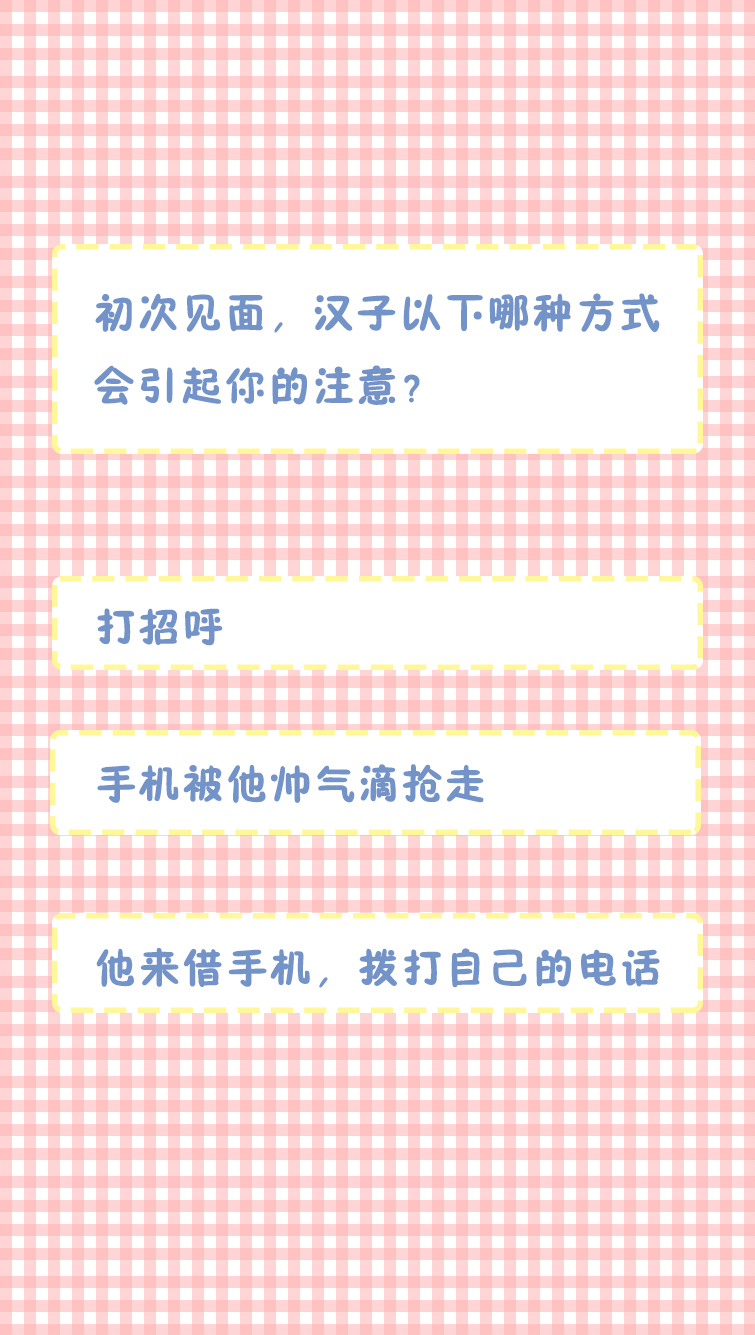 初次见面，汉子以下哪种方式
会引起你的注意？
打招呼
手机被他帅气滴抢走
他来借手机，拨打自己的电话